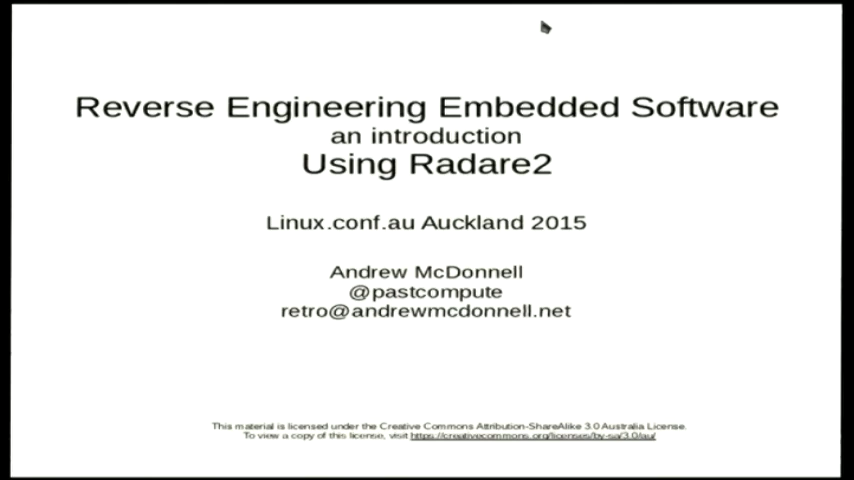 Reverse Engineering Embedded Software
an introduction
Using Radare2
Linux.conf.au Auckland 2015
Andrew McDonnell
@pastcompute
retro@andrewmcdonnell.net
This material is licensed under the Creative Commons Attribution-ShareAlike 3.0 Australia License.
To view a copy of this license, visit https://creativecommons.org/licenses/by-sa/3.0/au/